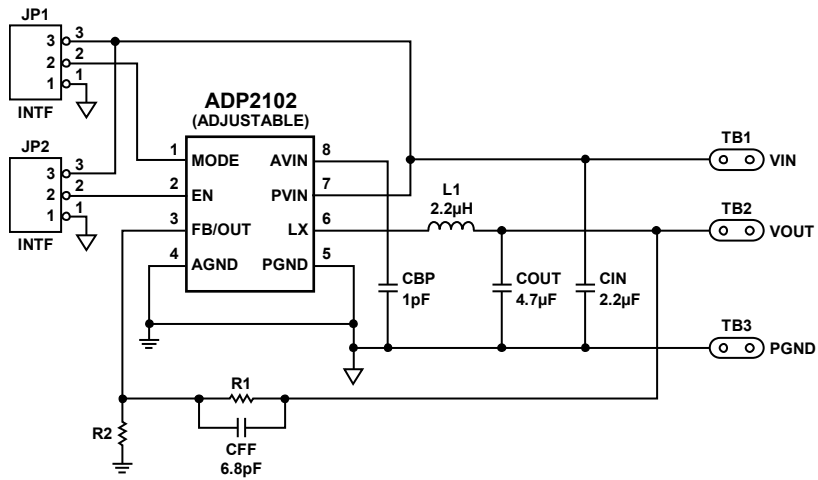 JP1
3 3
2 2
1 1
INTF
JP2
3 3
2 2
1 1
INTF
ADP2102
(ADJUSTABLE)
1 MODE AVIN 8
2 EN PVIN 7
3 FB/OUT LX 6
4 AGND PGND 5
L1
2.2µH
CBP
1pF
COUT
4.7µF
CIN
2.2µF
TB1
VIN
TB2
VOUT
TB3
PGND
R1
R2
CFF
6.8pF